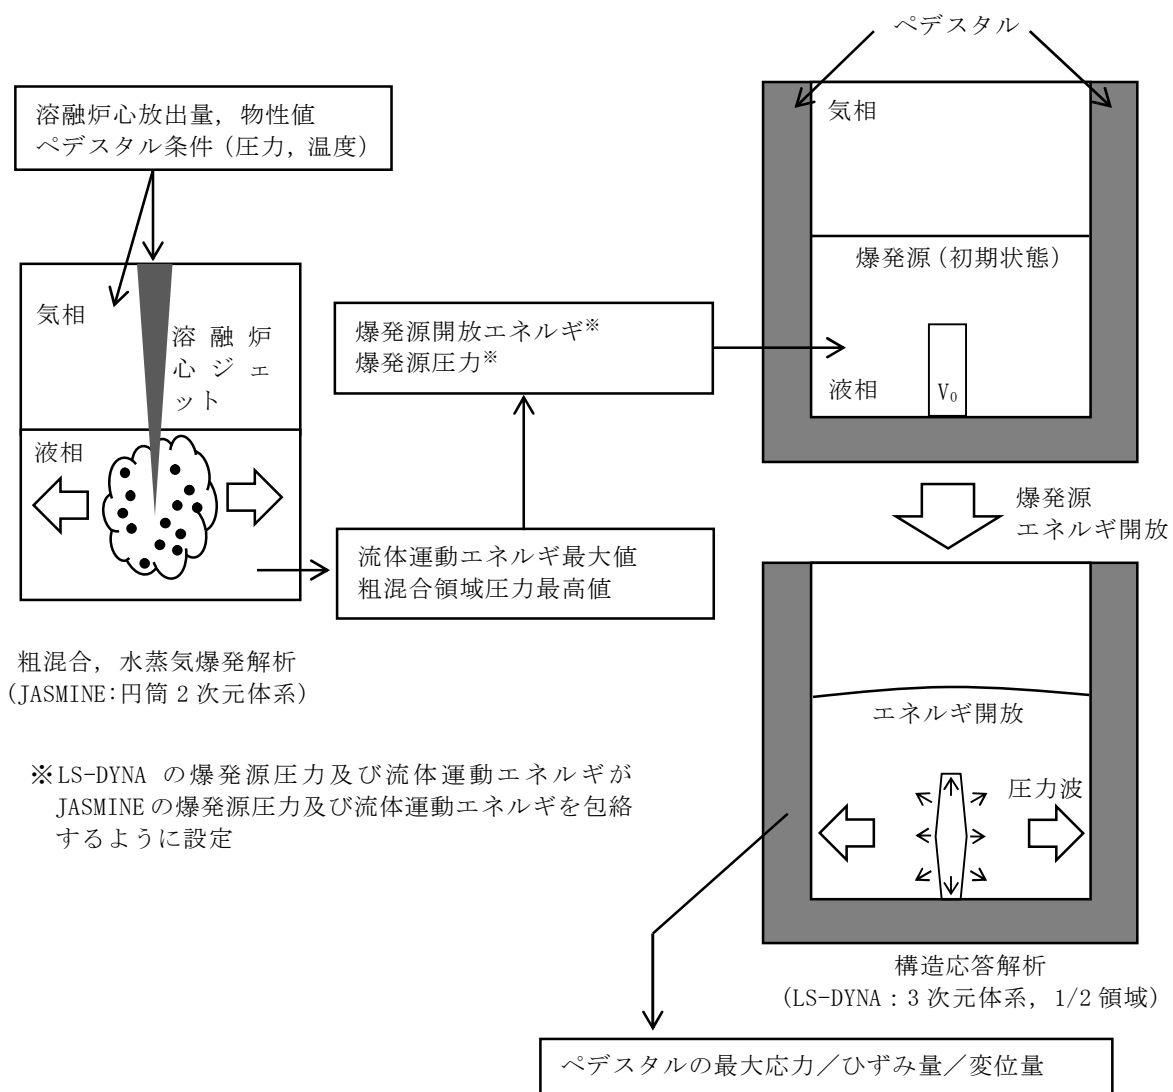 ペデスタル
溶融炉心放出量，物性値
ペデスタル条件（圧力，温度）
気相
溶融炉
心ジェ
ット
液相
粗混合，水蒸気爆発解析
（JASMINE：円筒 2 次元体系）
流体運動エネルギ最大値
粗混合領域圧力最高値
爆発源開放エネルギ※
爆発源圧力※
気相
爆発源（初期状態）
液相
V0
爆発源
エネルギ開放
エネルギ開放
圧力波
構造応答解析
（LS-DYNA：3 次元体系，1/2 領域）
※LS-DYNA の爆発源圧力及び流体運動エネルギが
JASMINE の爆発源圧力及び流体運動エネルギを包絡
するように設定
ペデスタルの最大応力／ひずみ量／変位量